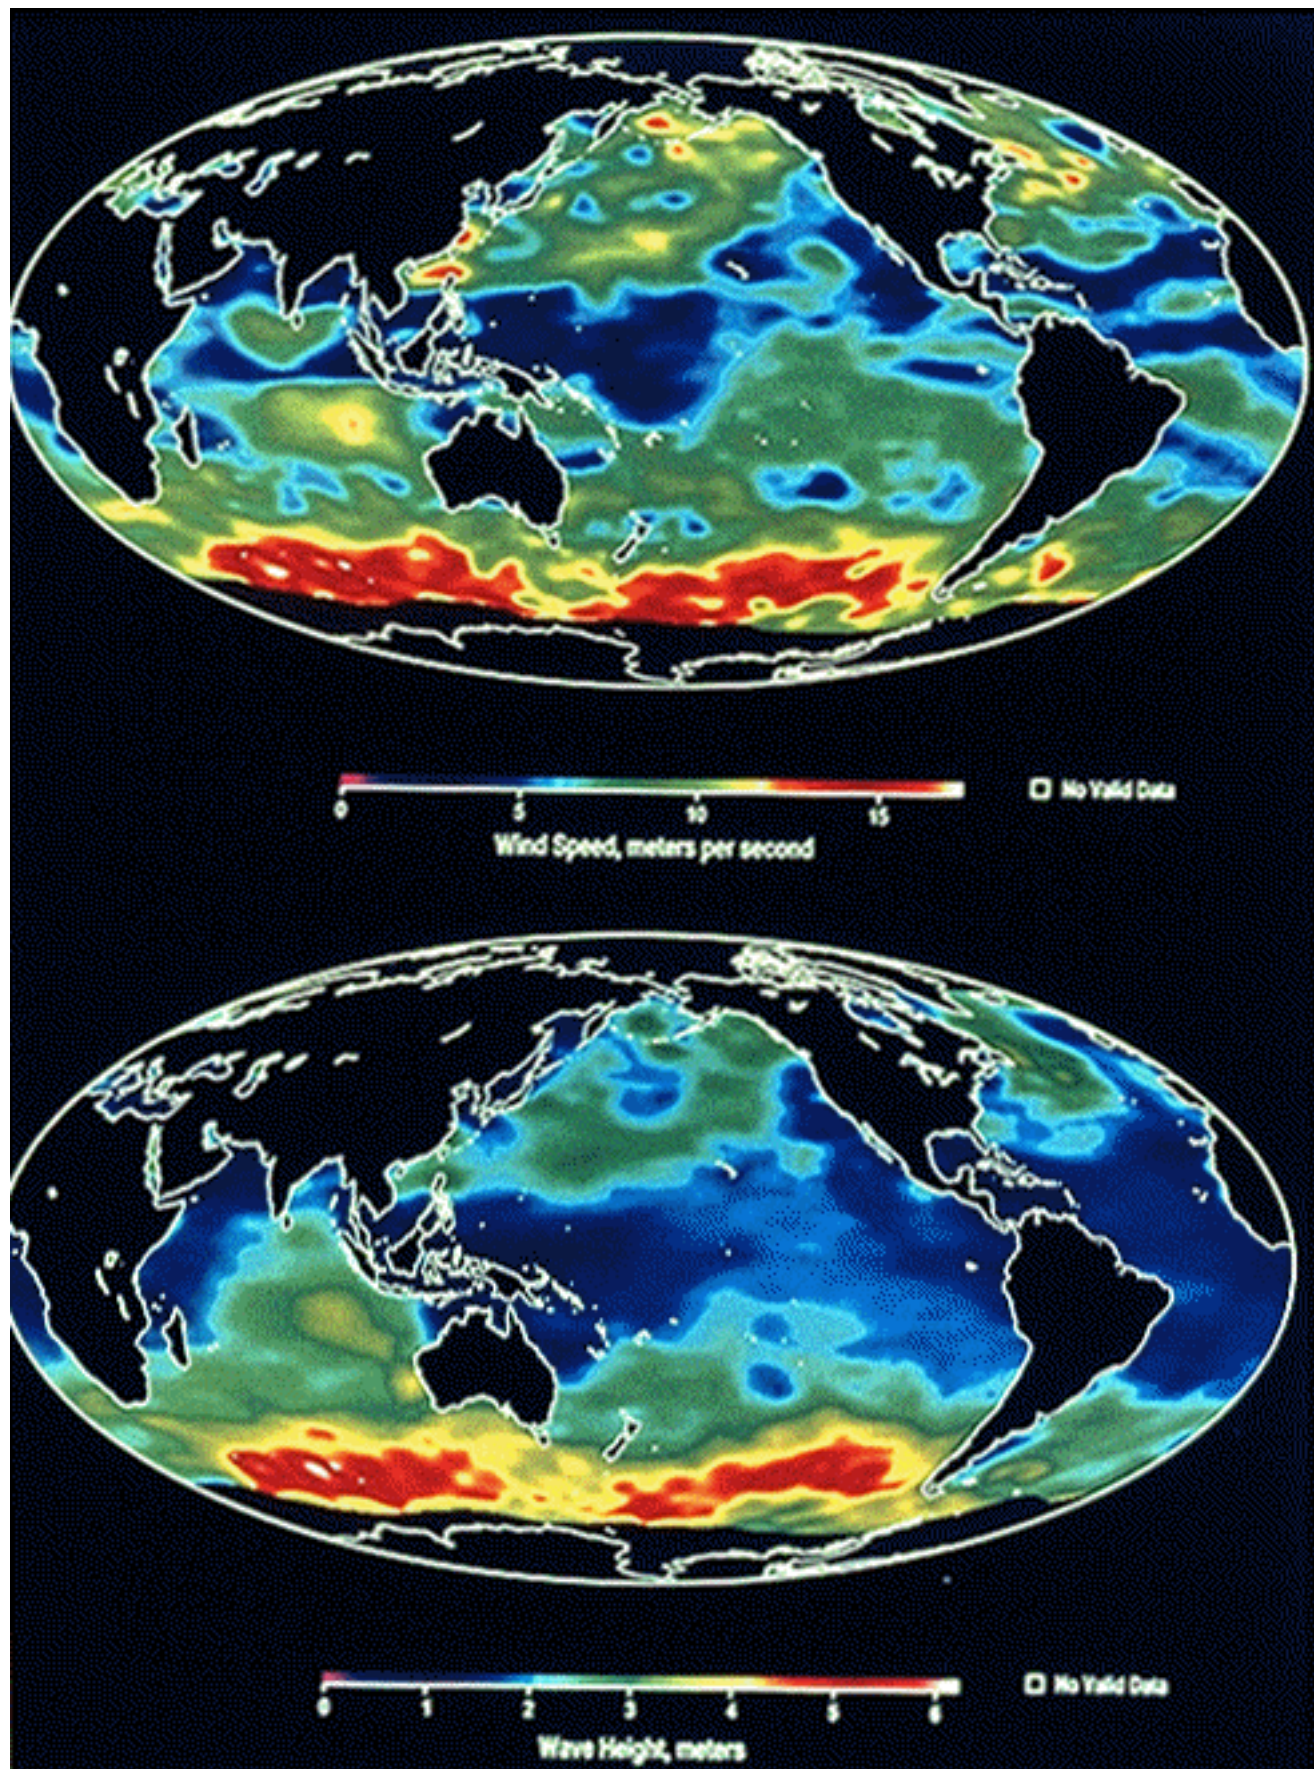 0 5 10 15
No Valid Data
Wind Speed, meters per second
0 1 2 3 4 5 6
No Valid Data
Wave Height, meters